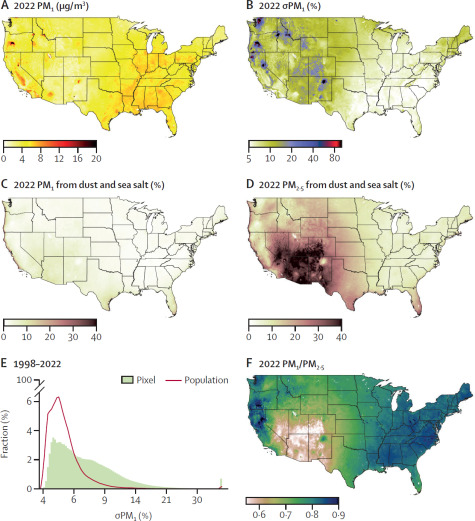 A 2022 PM₁ (μg/m³)
B 2022 σPM₁ (%)
0 4 8 12 16 20
5 10 20 40 80
C 2022 PM₁ from dust and sea salt (%)
D 2022 PM₂·₅ from dust and sea salt (%)
0 10 20 30 40
0 10 20 30 40
E 1998–2022
F 2022 PM₁/PM₂·₅
Pixel Population
100
6
4
2
0
Fraction (%)
4 6 9 14 21 30
σPM₁ (%)
0·6 0·7 0·8 0·9